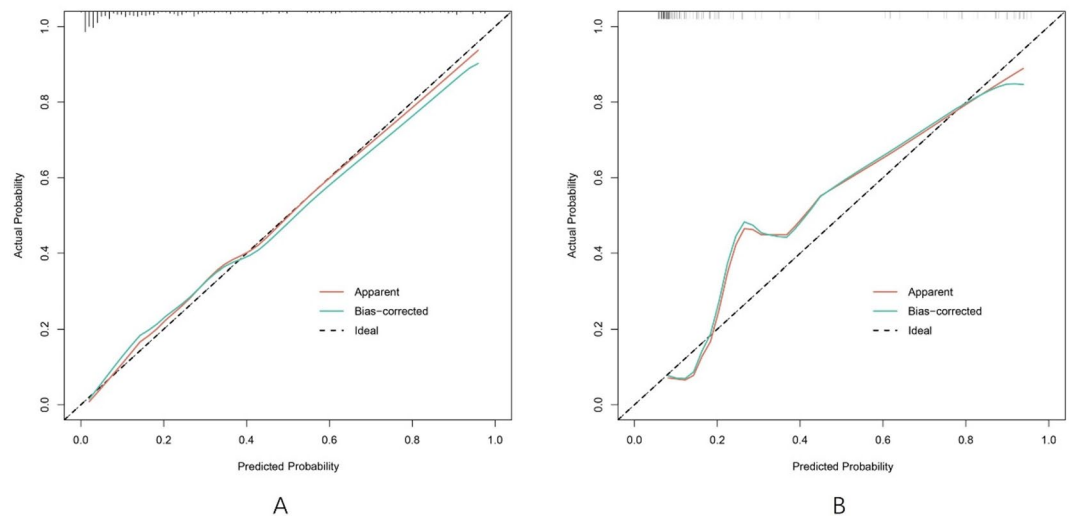 1.0
0.8
0.6
0.4
0.2
0.0
Actual Probability
Apparent
Bias-corrected
Ideal
0.0 0.2 0.4 0.6 0.8 1.0
Predicted Probability
A
1.0
0.8
0.6
0.4
0.2
0.0
Actual Probability
Apparent
Bias-corrected
Ideal
0.0 0.2 0.4 0.6 0.8 1.0
Predicted Probability
B